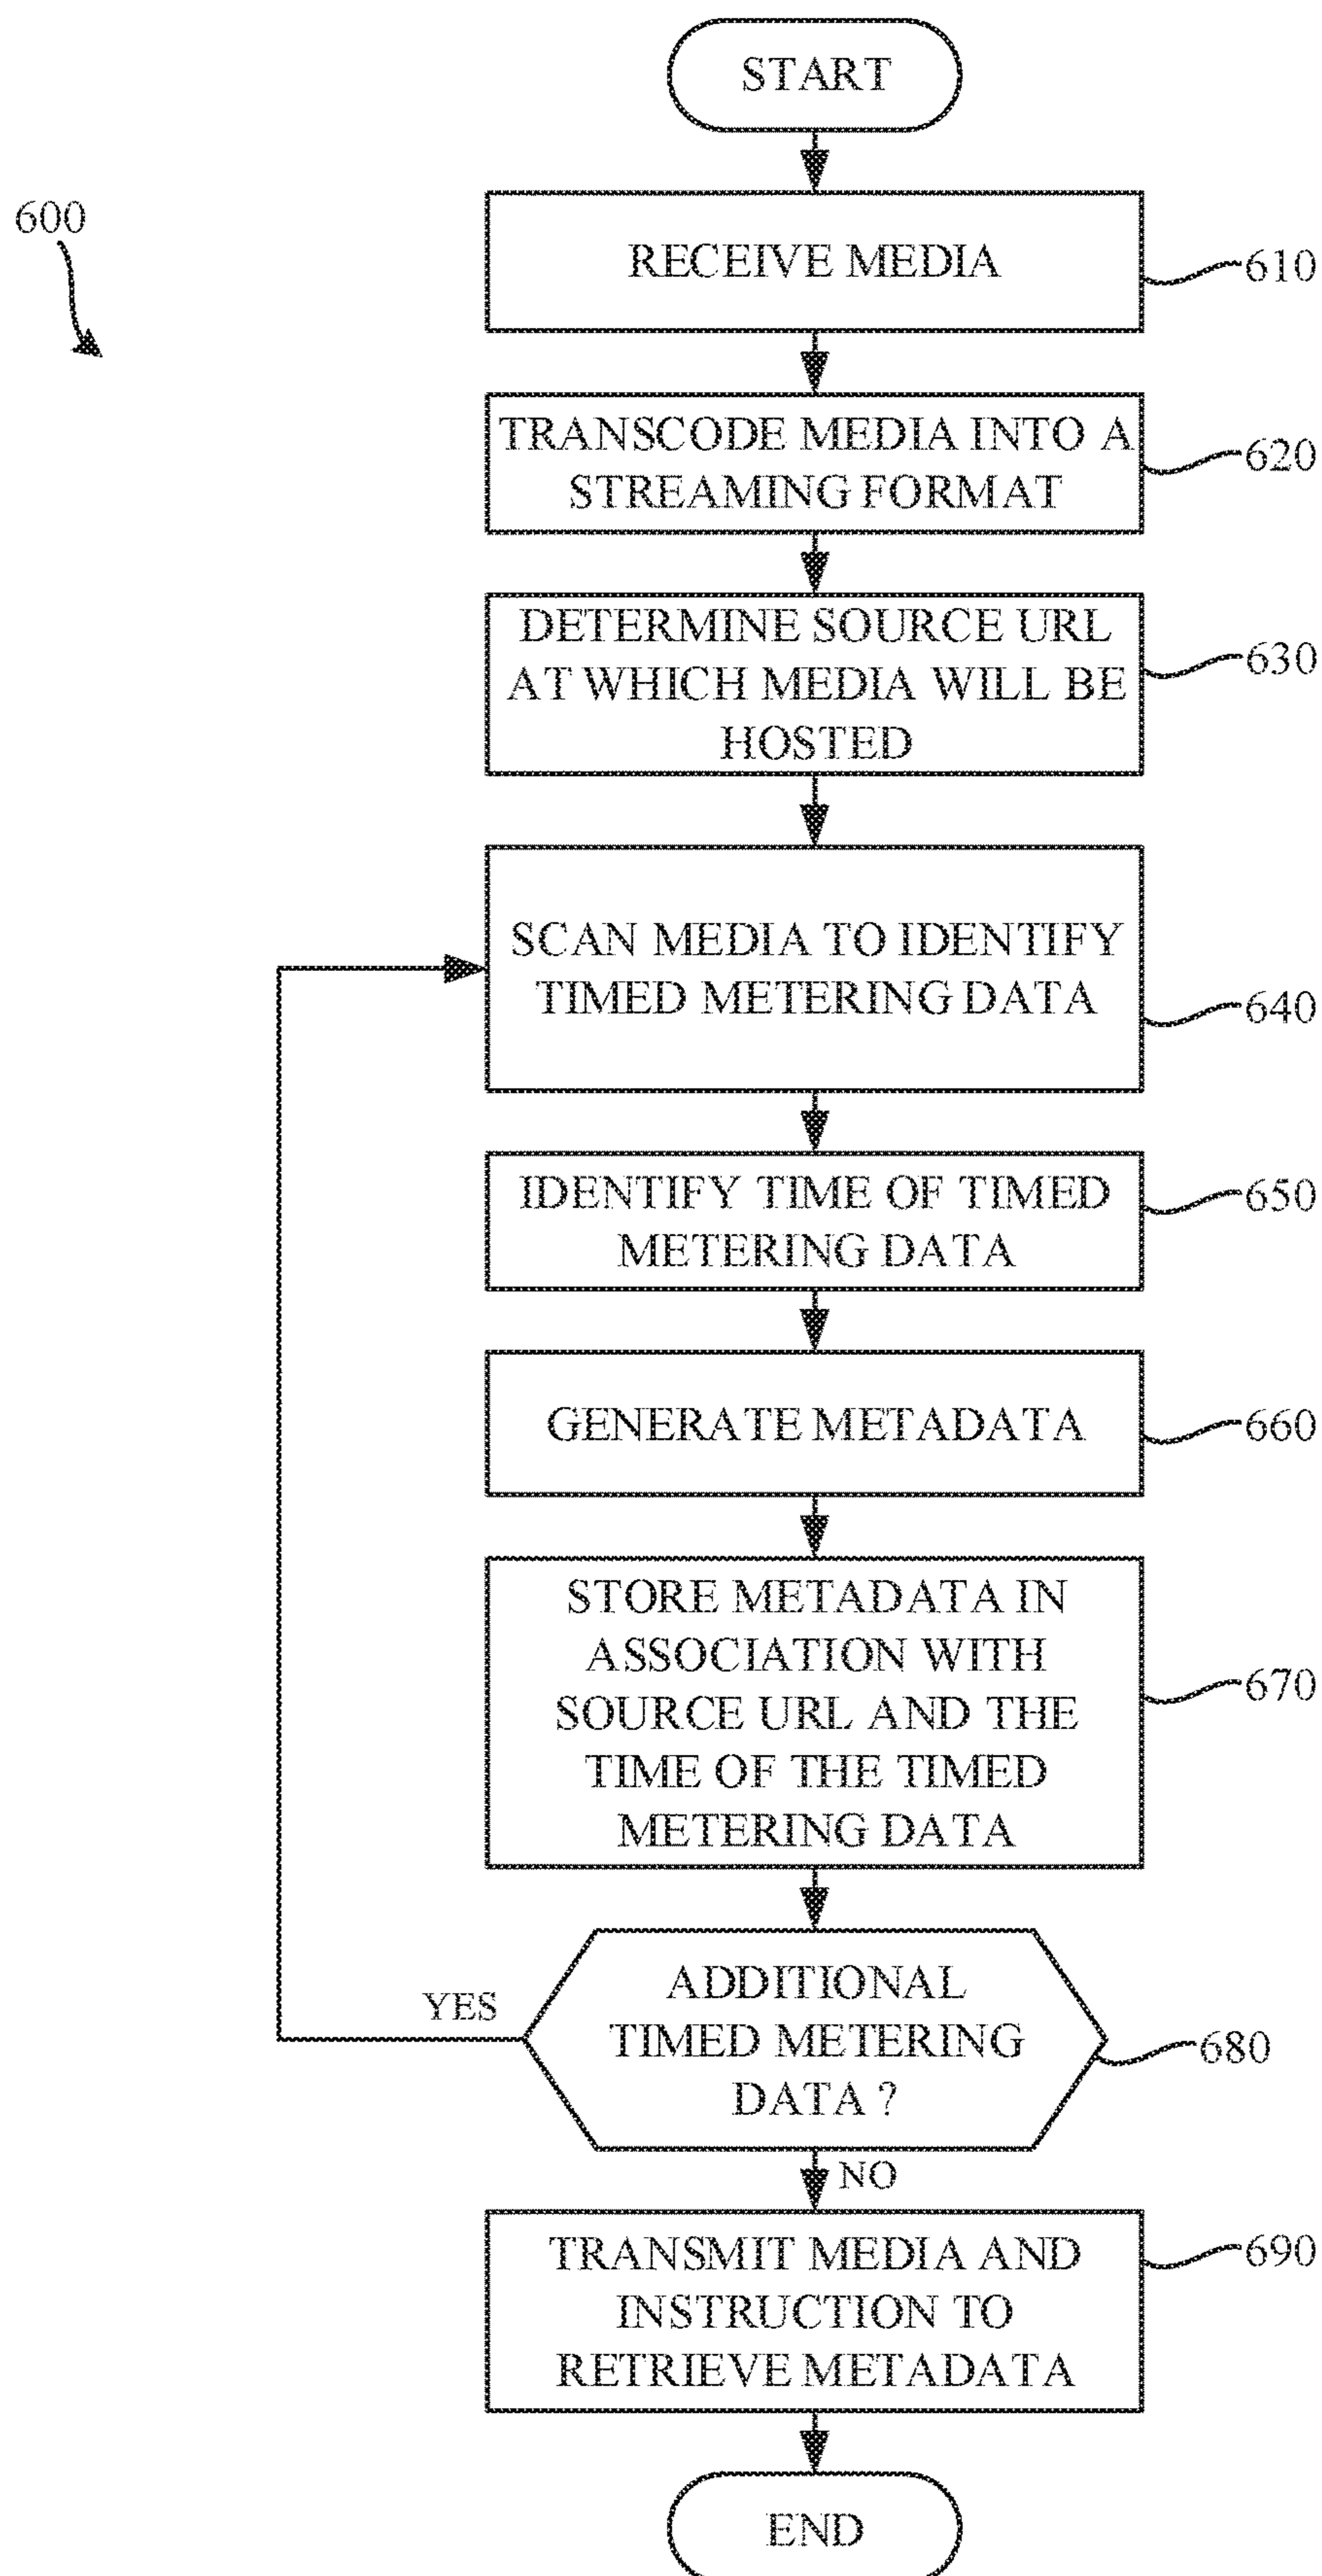 START
600
RECEIVE MEDIA
610
TRANSCODE MEDIA INTO A
STREAMING FORMAT
620
DETERMINE SOURCE URL
AT WHICH MEDIA WILL BE
HOSTED
630
SCAN MEDIA TO IDENTIFY
TIMED METERING DATA
640
IDENTIFY TIME OF TIMED
METERING DATA
650
GENERATE METADATA
660
STORE METADATA IN
ASSOCIATION WITH
SOURCE URL AND THE
TIME OF THE TIMED
METERING DATA
670
YES
ADDITIONAL
TIMED METERING
DATA ?
680
NO
TRANSMIT MEDIA AND
INSTRUCTION TO
RETRIEVE METADATA
690
END